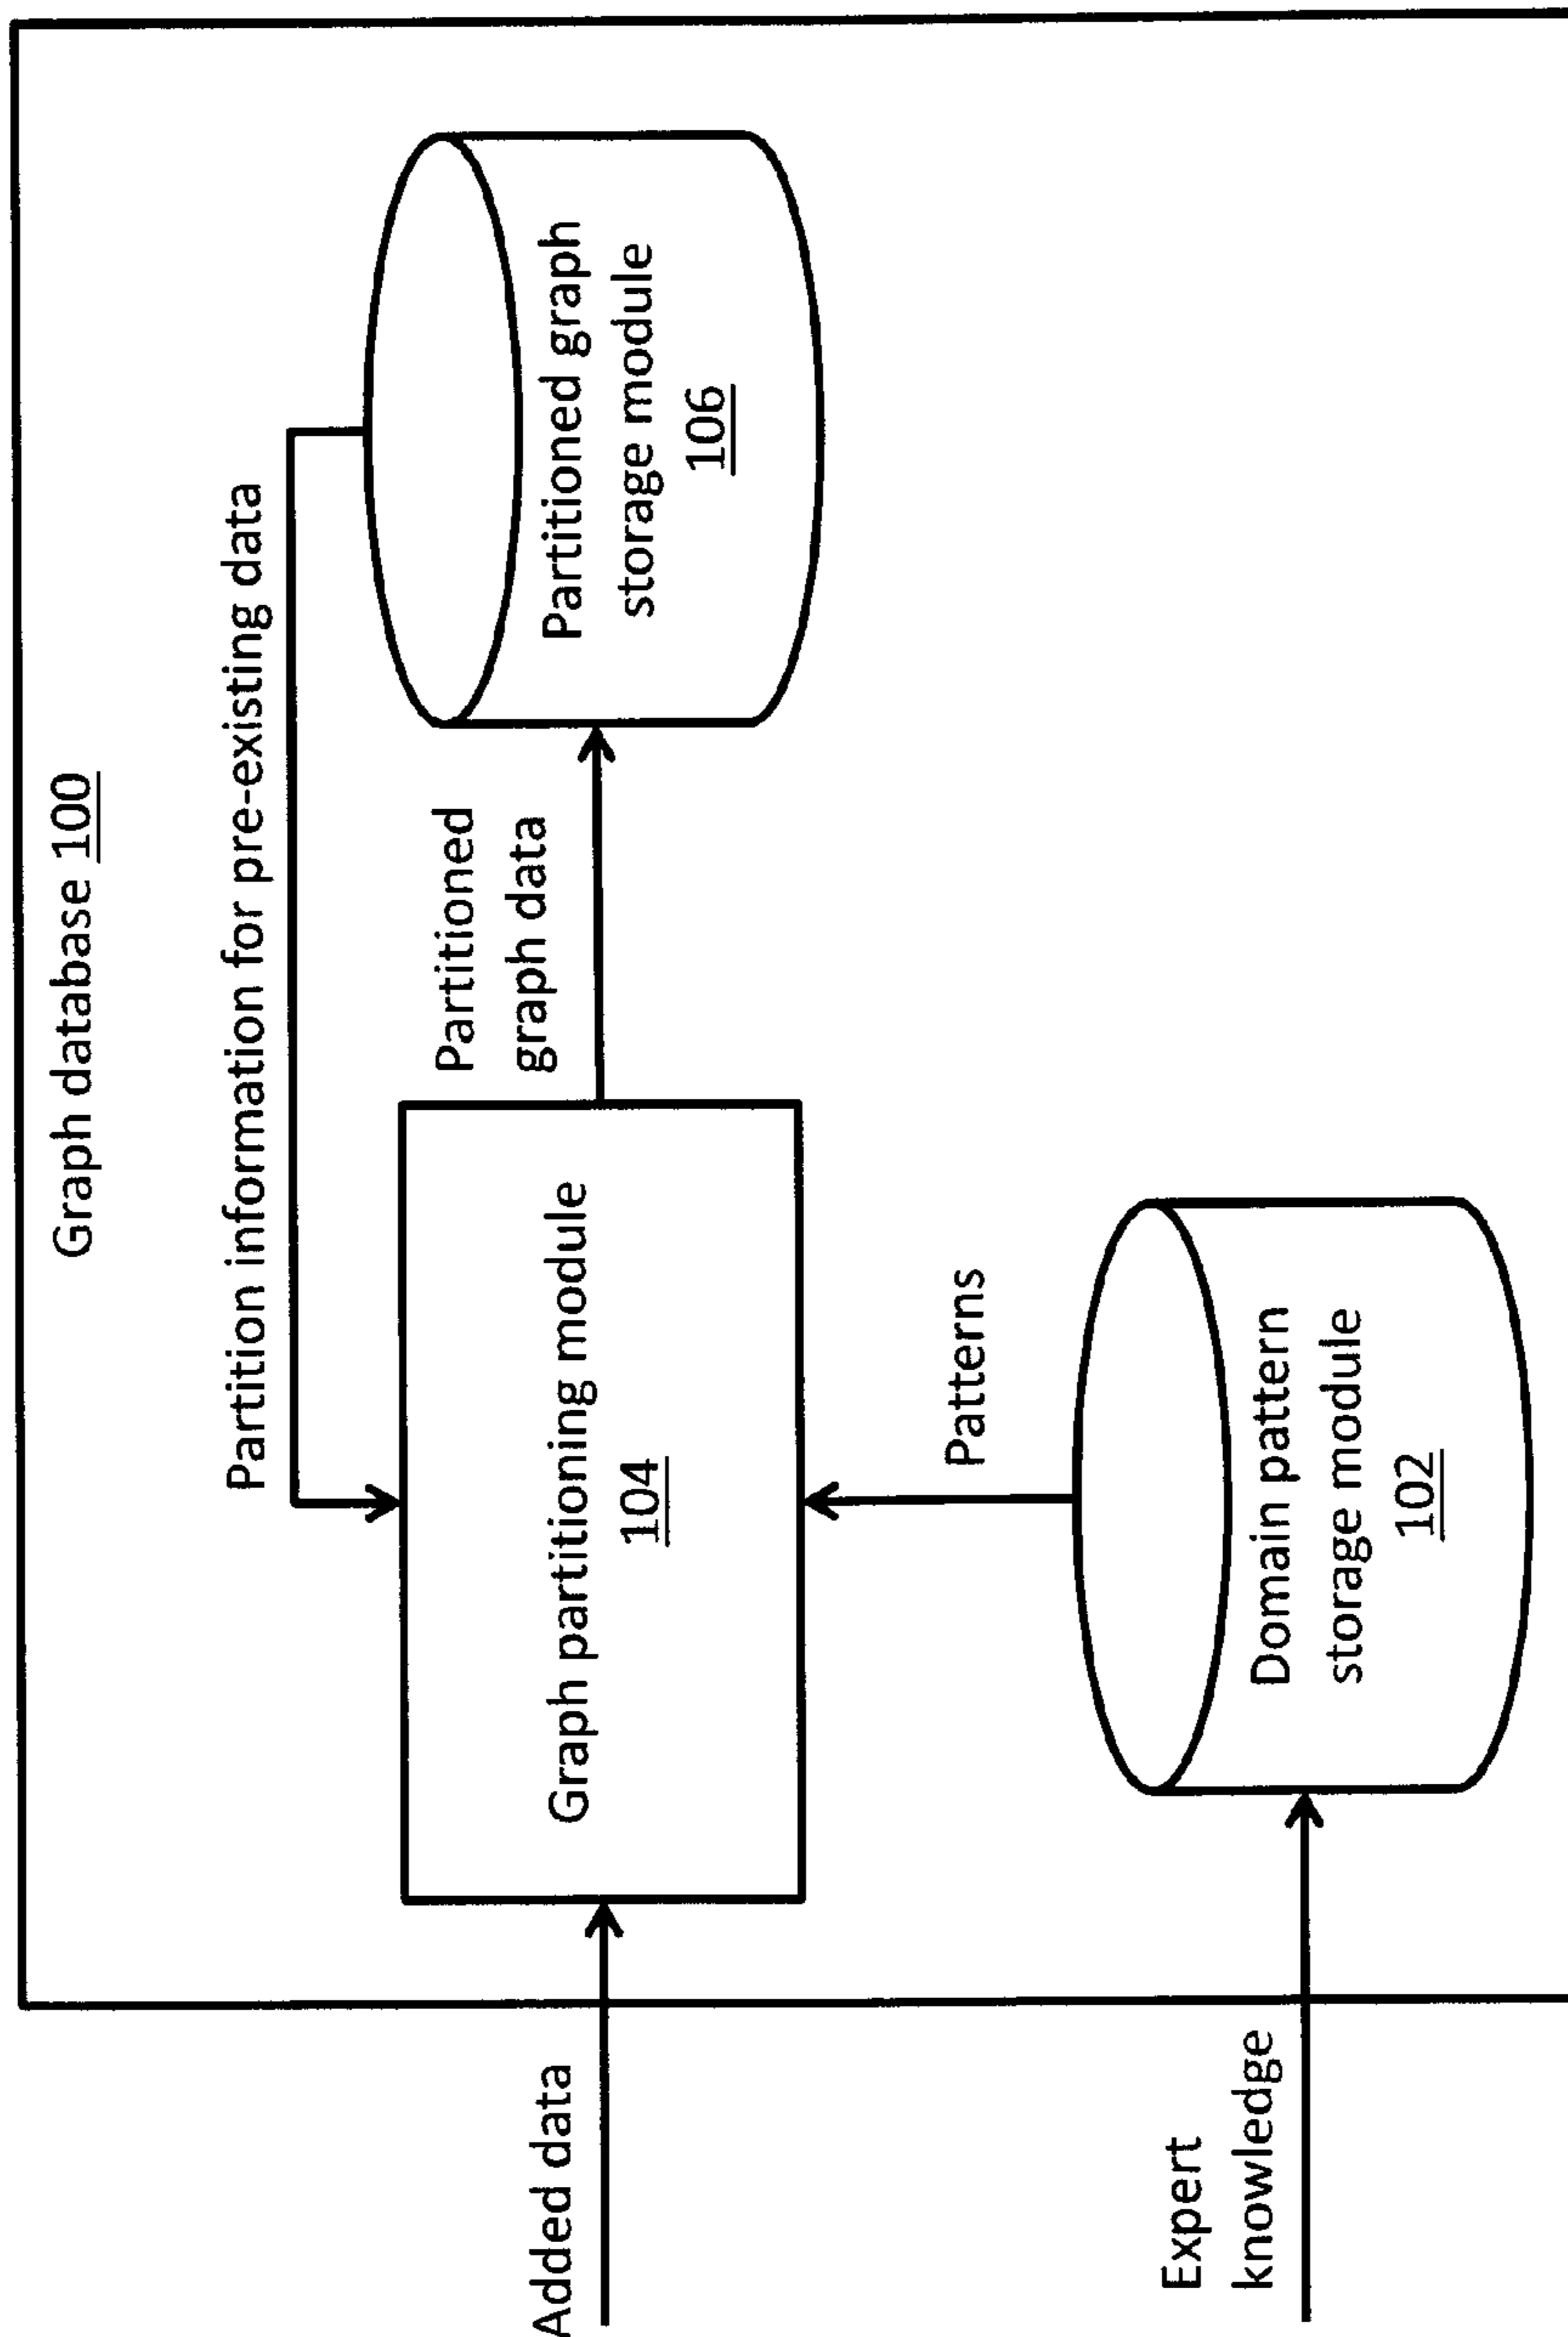 Graph database 100
Partition information for pre-existing data
Added data
Graph partitioning module
104
Partitioned
graph data
Partitioned graph
storage module
106
Patterns
Expert
knowledge
Domain pattern
storage module
102